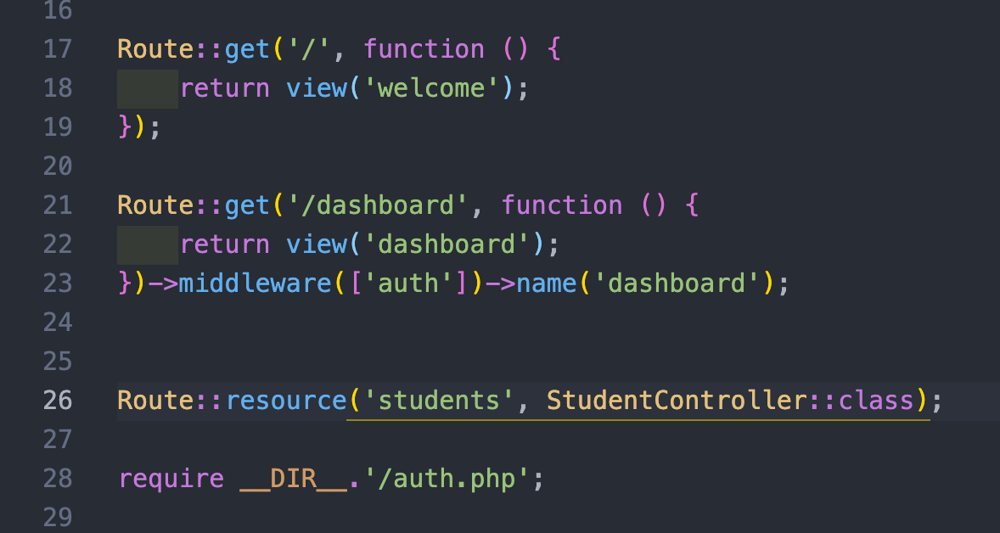 16
17 Route::get('/', function () {
18     return view('welcome');
19 });
20
21 Route::get('/dashboard', function () {
22     return view('dashboard');
23 })->middleware(['auth'])->name('dashboard');
24
25
26 Route::resource('students', StudentController::class);
27
28 require __DIR__.'/auth.php';
29